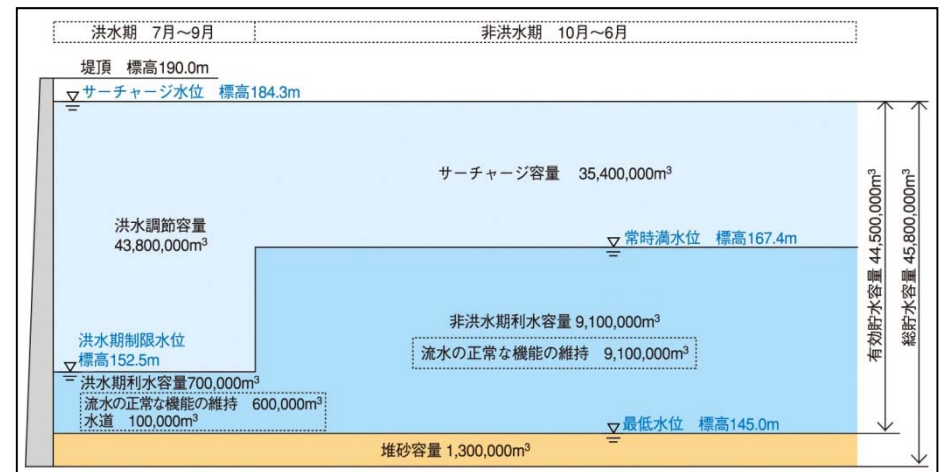 洪水期 7月～9月
非洪水期 10月～6月
堤頂 標高190.0m
サーチャージ水位 標高184.3m
サーチャージ容量 35,400,000m³
洪水調節容量
43,800,000m³
常時満水位 標高167.4m
非洪水期利水容量 9,100,000m³
流水の正常な機能の維持 9,100,000m³
洪水期制限水位
標高152.5m
洪水期利水容量700,000m³
流水の正常な機能の維持 600,000m³
水道 100,000m³
最低水位 標高145.0m
堆砂容量 1,300,000m³
有効貯水容量 44,500,000m³
総貯水容量 45,800,000m³